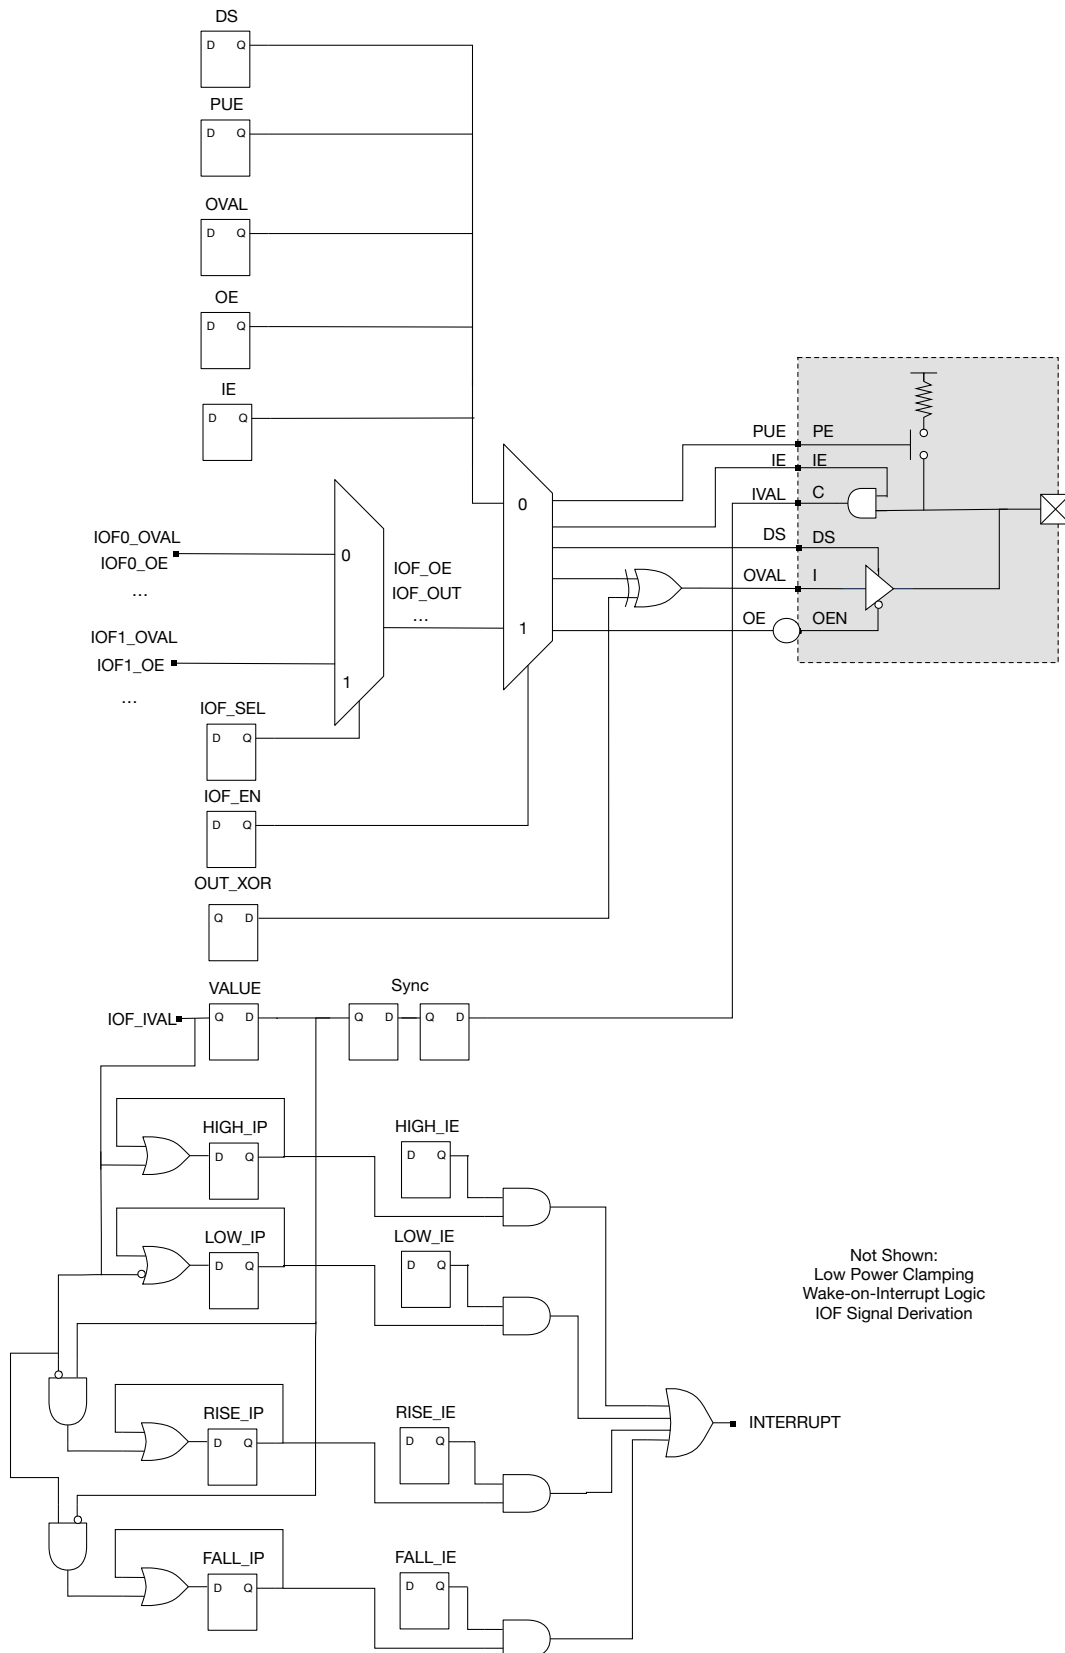 DS
D Q
PUE
D Q
OVAL
D Q
OE
D Q
IE
D Q
PUE PE
IE IE
IVAL C
DS DS
OVAL I
OE OEN
0
1
IOF0_OVAL
IOF0_OE
...
0
IOF_OE
IOF_OUT
...
IOF1_OVAL
IOF1_OE
...
1
IOF_SEL
D Q
IOF_EN
D Q
OUT_XOR
Q D
VALUE
Sync
IOF_IVAL
Q D
Q D
Q D
HIGH_IP
D Q
HIGH_IE
D Q
LOW_IP
D Q
LOW_IE
D Q
Not Shown:
Low Power Clamping
Wake-on-Interrupt Logic
IOF Signal Derivation
RISE_IP
D Q
RISE_IE
D Q
INTERRUPT
FALL_IP
D Q
FALL_IE
D Q